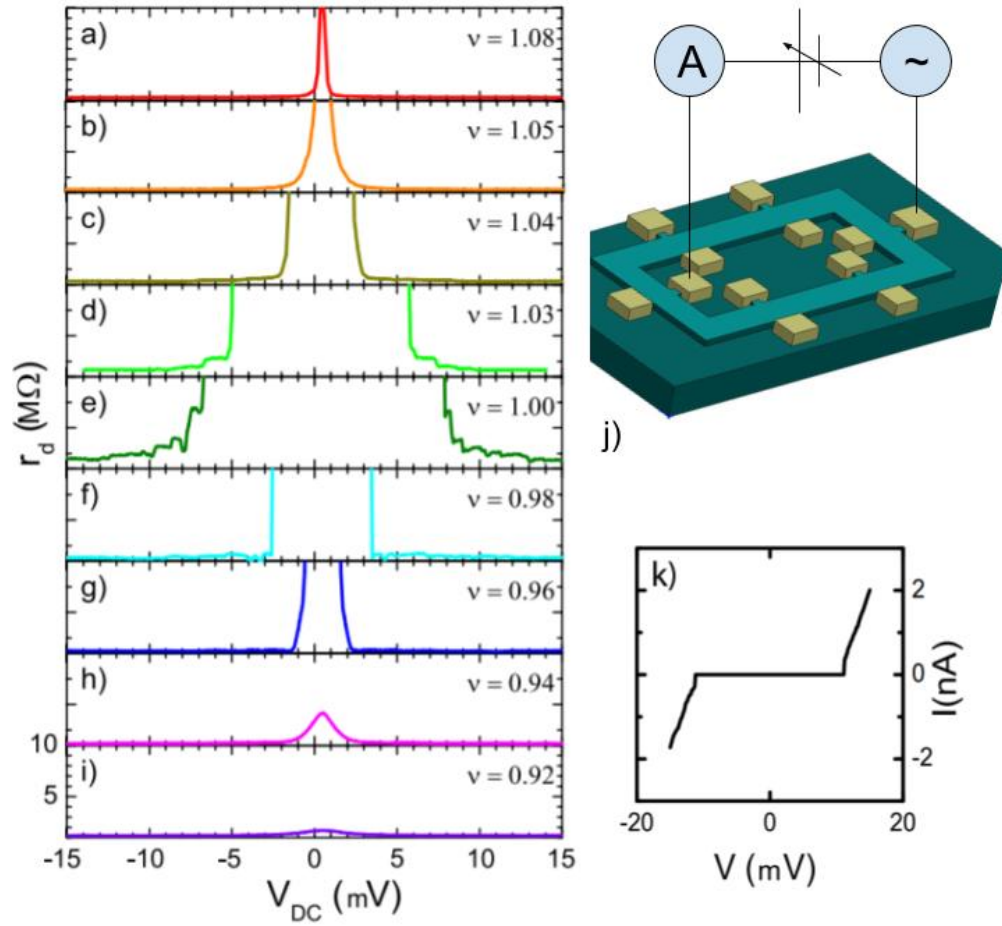 a)
ν = 1.08
b)
ν = 1.05
c)
ν = 1.04
d)
ν = 1.03
e)
ν = 1.00
f)
ν = 0.98
g)
ν = 0.96
h)
ν = 0.94
i)
ν = 0.92
r_d (MΩ)
10
5
-15 -10 -5 0 5 10 15
V_DC (mV)
A
~
j)
k)
2
0
-2
I(nA)
-20 0 20
V (mV)